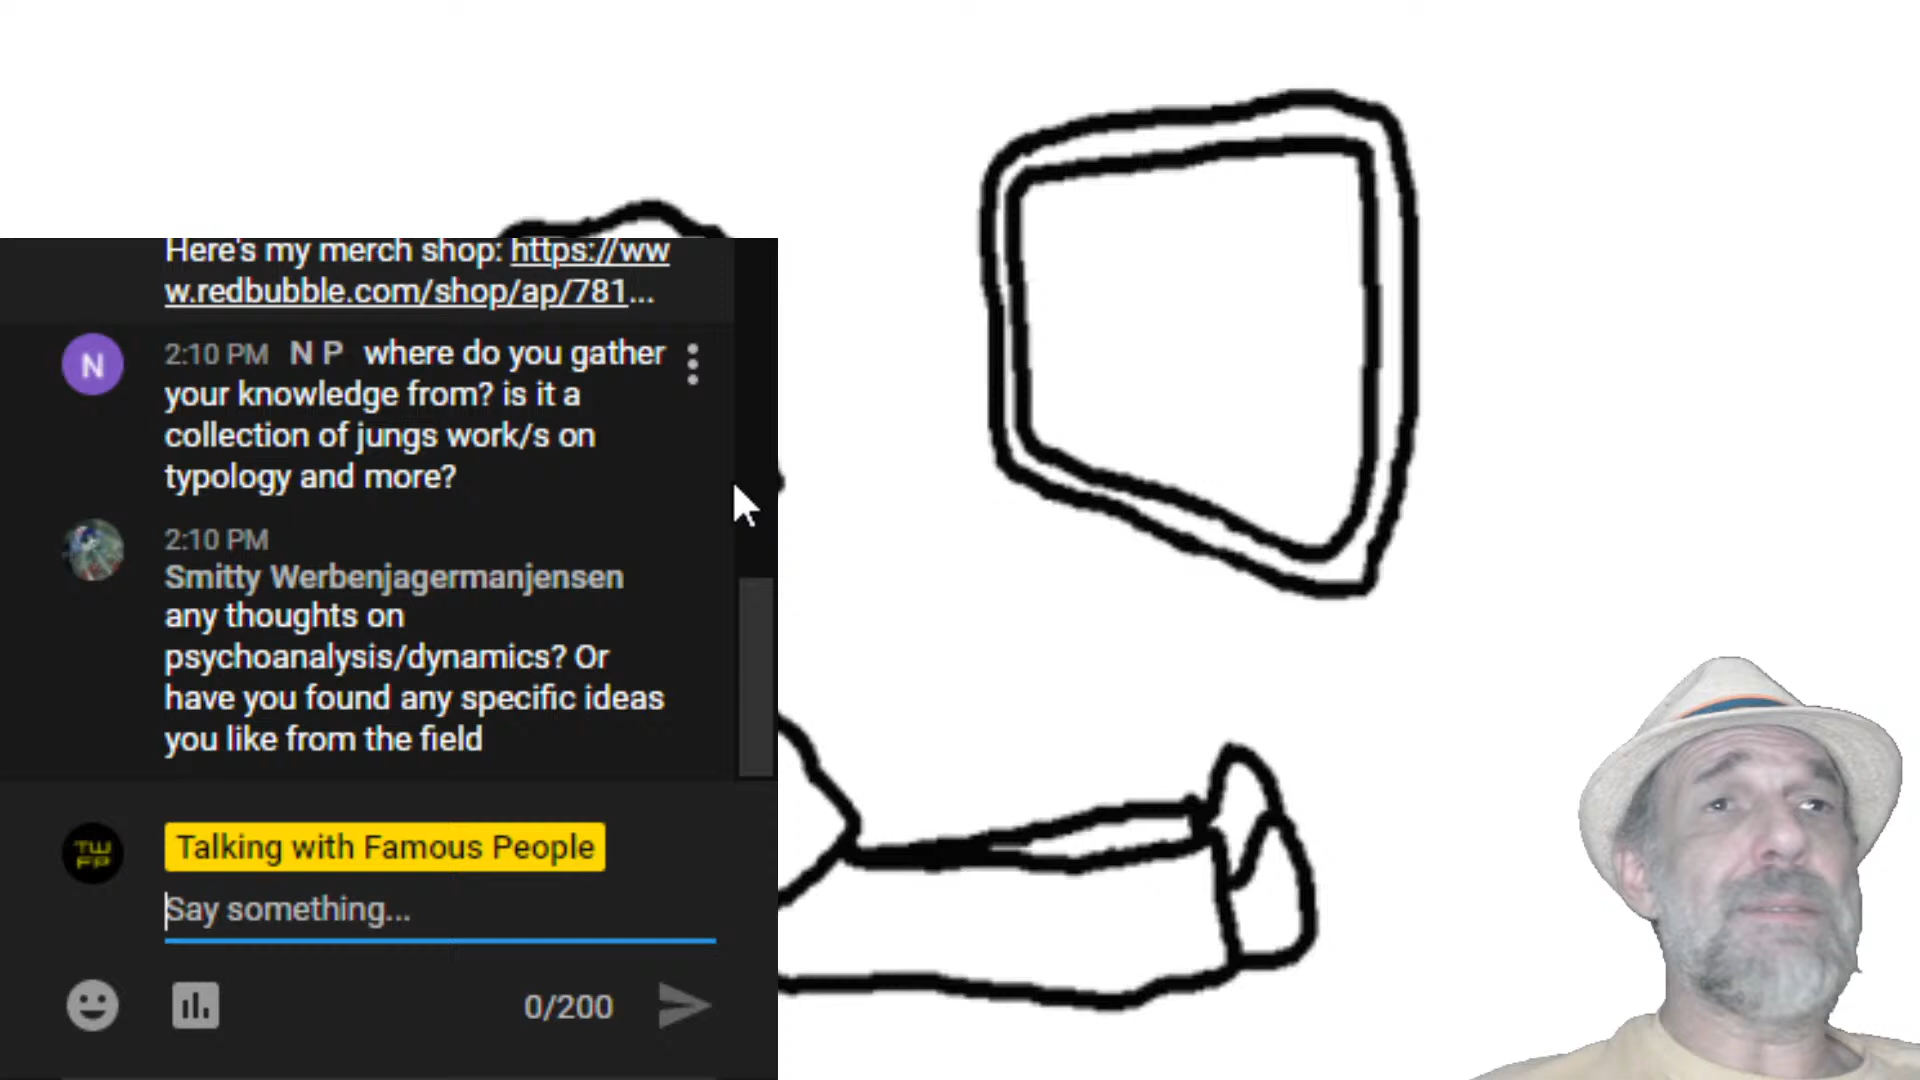 Here's my merch shop: https://ww
w.redbubble.com/shop/ap/781...
N
2:10 PM N P where do you gather
your knowledge from? is it a
collection of jungs work/s on
typology and more?
2:10 PM
Smitty Werbenjagermanjensen
any thoughts on
psychoanalysis/dynamics? Or
have you found any specific ideas
you like from the field
TW
FP
Talking with Famous People
Say something...
0/200